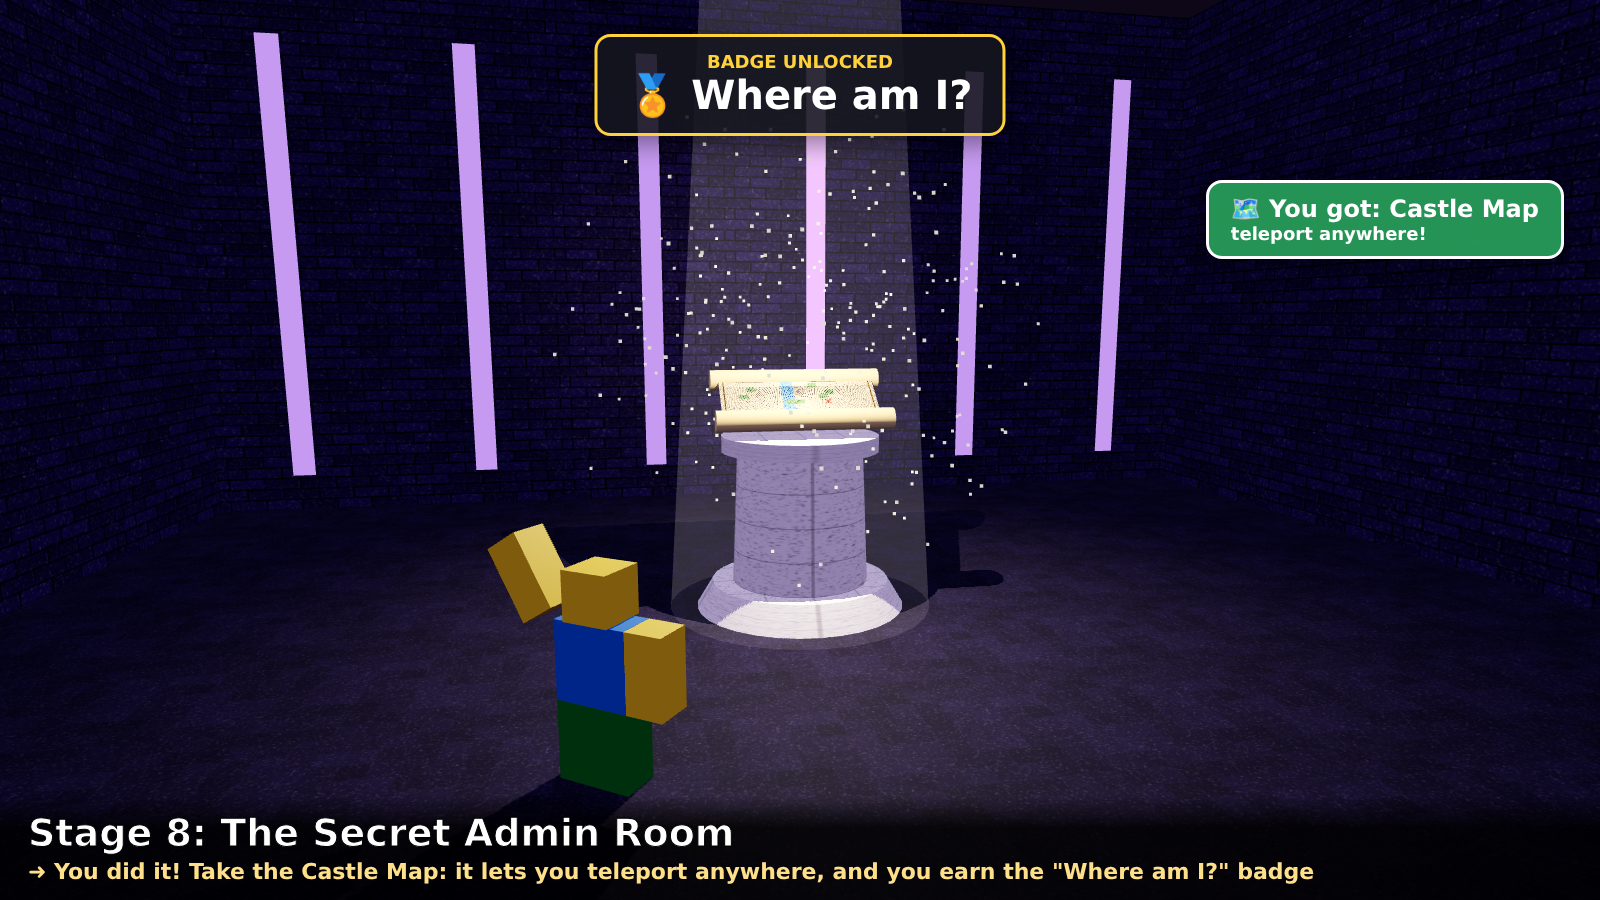 BADGE UNLOCKED
🏅 Where am I?
🗺️ You got: Castle Map
teleport anywhere!
Stage 8: The Secret Admin Room
➜ You did it! Take the Castle Map: it lets you teleport anywhere, and you earn the "Where am I?" badge